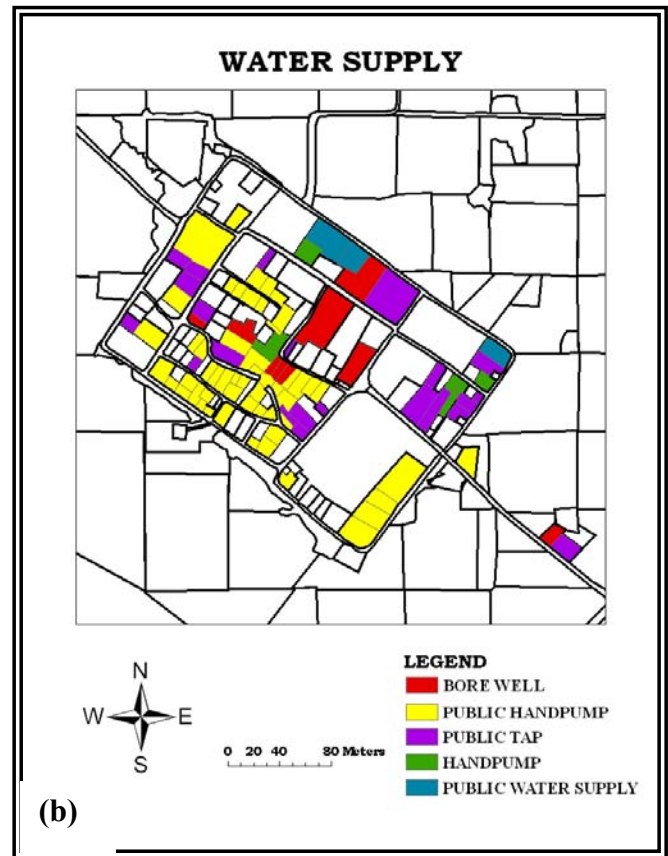 WATER SUPPLY
N
W E
S
0 20 40 80 Meters
LEGEND
BORE WELL
PUBLIC HANDPUMP
PUBLIC TAP
HANDPUMP
PUBLIC WATER SUPPLY
(b)